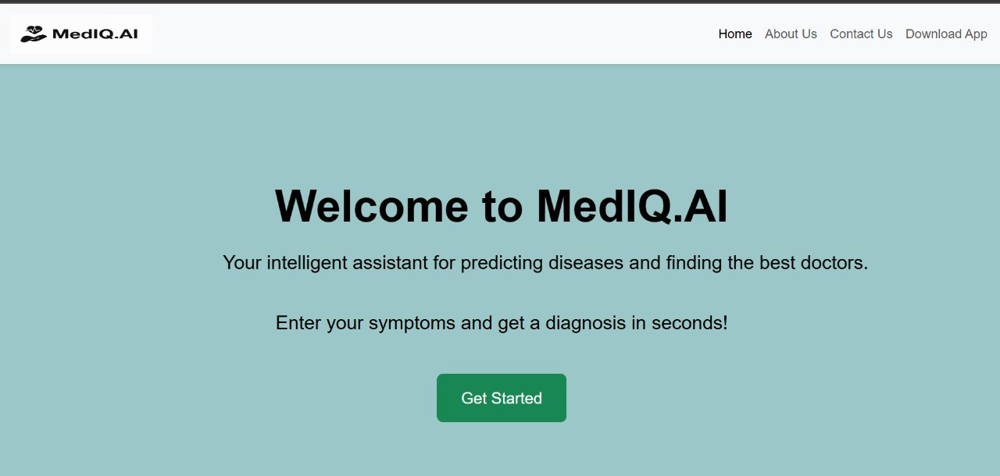 MedIQ.AI
Home About Us Contact Us Download App
Welcome to MedIQ.AI
Your intelligent assistant for predicting diseases and finding the best doctors.
Enter your symptoms and get a diagnosis in seconds!
Get Started